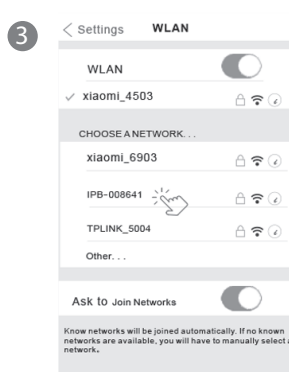 3
Settings WLAN
WLAN
xiaomi_4503
CHOOSE A NETWORK. . .
xiaomi_6903
IPB-008641
TPLINK_5004
Other. . .
Ask to Join Networks
Know networks will be joined automatically. If no known
networks are available, you will have to manually select a
network.